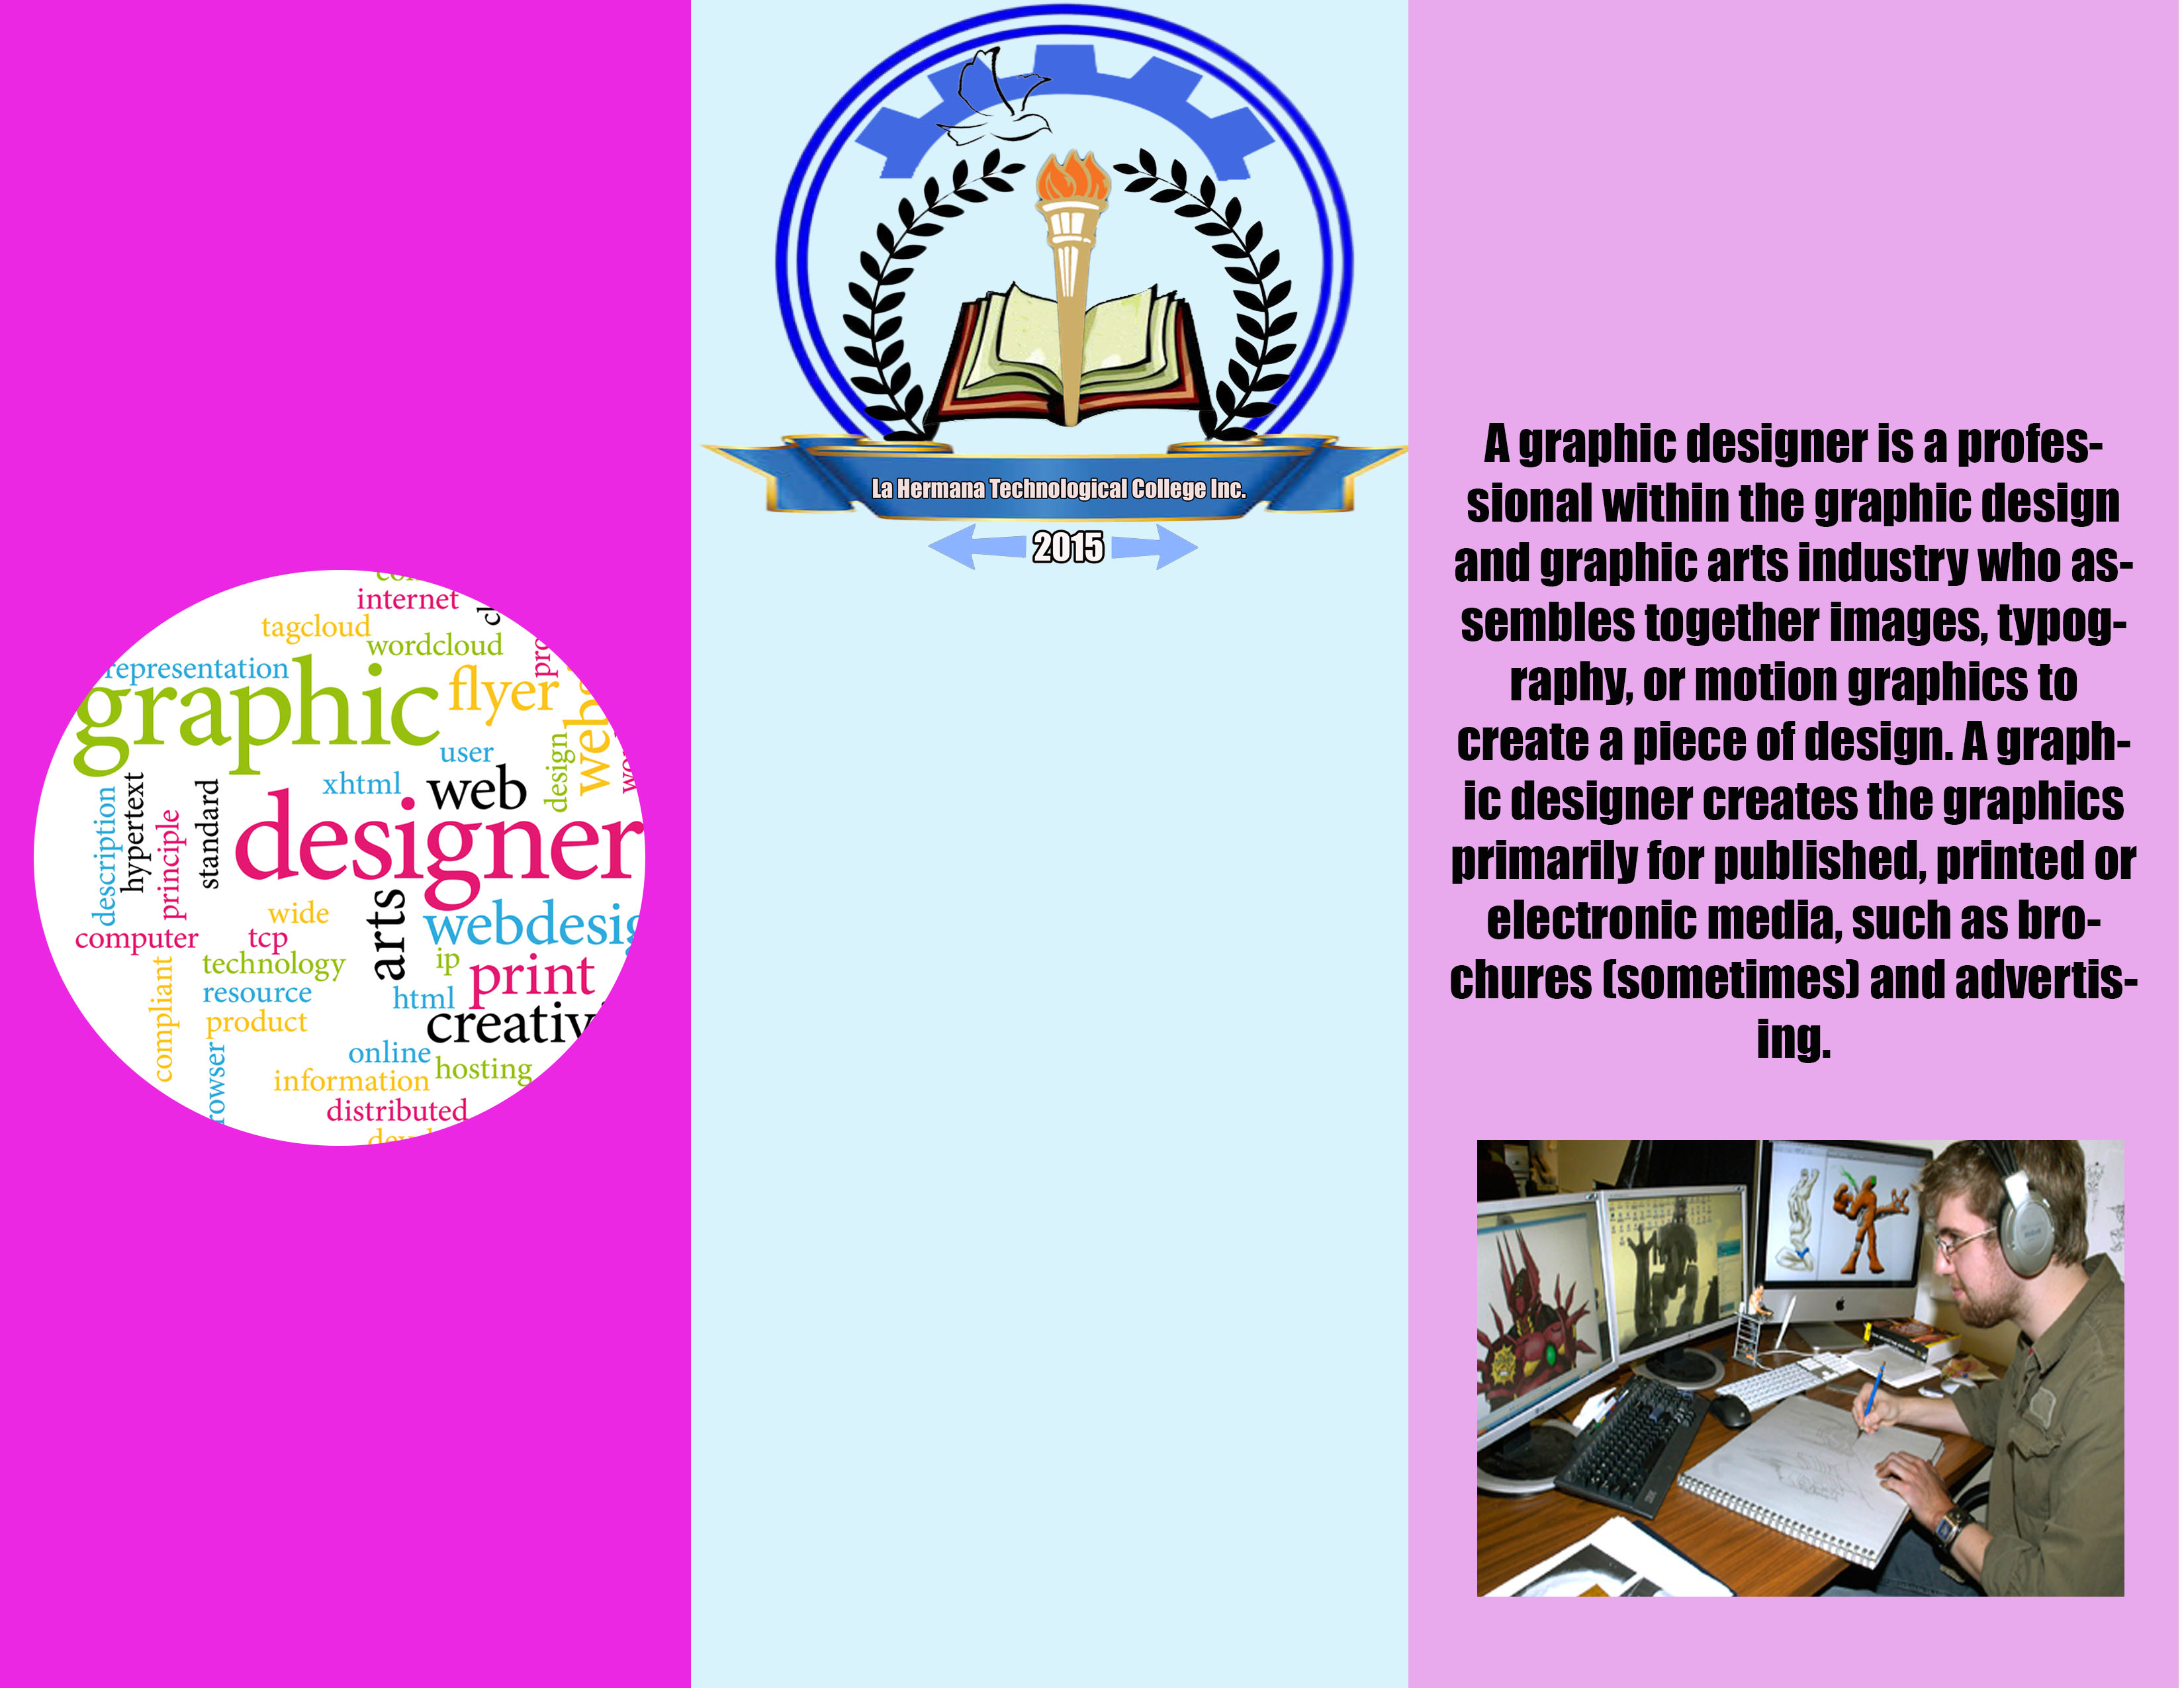 internet
tagcloud
wordcloud
representation
graphic
flyer
user
xhtml
web
design
description
hypertext
principle
standard
designer
arts
wide
computer
tcp
technology
ip
print
resource
html
product
compliant
online
hosting
information
distributed
La Hermana Technological College Inc.
2015
A graphic designer is a profes-
sional within the graphic design
and graphic arts industry who as-
sembles together images, typog-
raphy, or motion graphics to
create a piece of design. A graph-
ic designer creates the graphics
primarily for published, printed or
electronic media, such as bro-
chures (sometimes) and advertis-
ing.